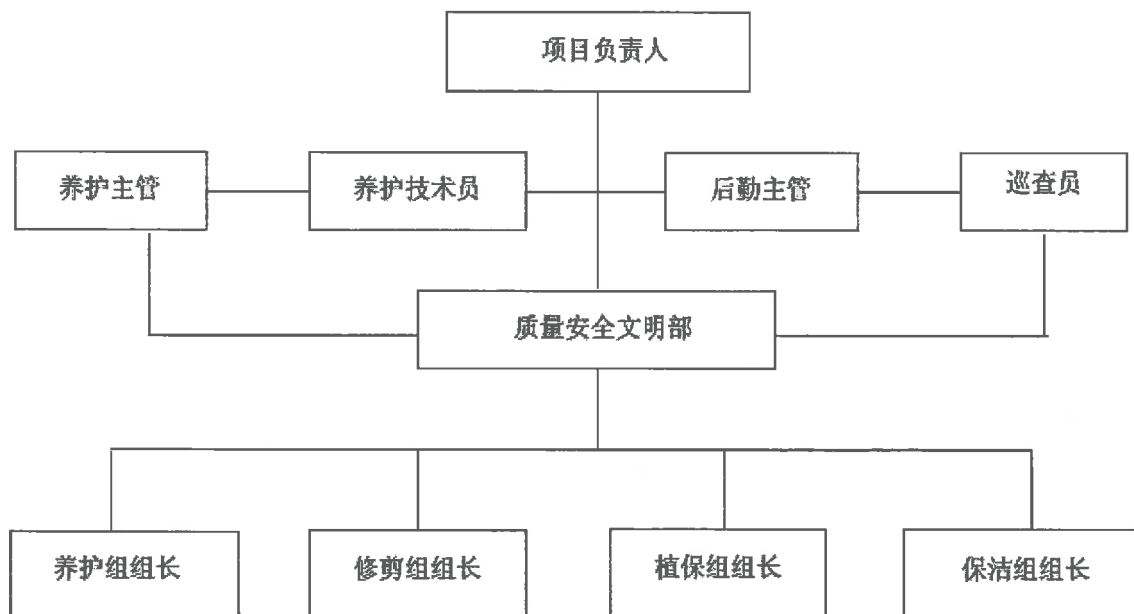 项目负责人
养护主管
养护技术员
后勤主管
巡查员
质量安全文明部
养护组组长
修剪组组长
植保组组长
保洁组组长